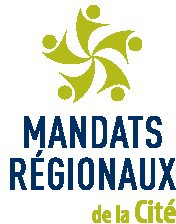 MANDATS
RÉGIONAUX
de la Cité